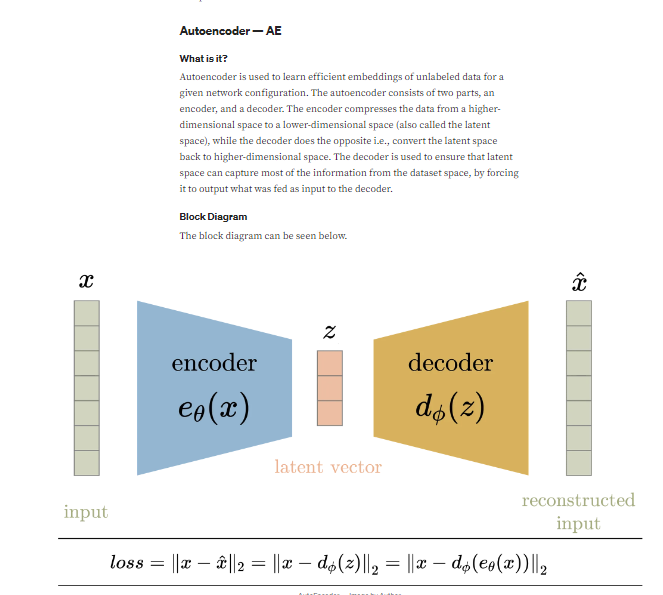 Autoencoder — AE
What is it?
Autoencoder is used to learn efficient embeddings of unlabeled data for a
given network configuration. The autoencoder consists of two parts, an
encoder, and a decoder. The encoder compresses the data from a higher-
dimensional space to a lower-dimensional space (also called the latent
space), while the decoder does the opposite i.e., convert the latent space
back to higher-dimensional space. The decoder is used to ensure that latent
space can capture most of the information from the dataset space, by forcing
it to output what was fed as input to the decoder.
Block Diagram
The block diagram can be seen below.
x
x̂
z
encoder
decoder
eθ(x)
dϕ(z)
latent vector
input
reconstructed
input
loss = ‖x − x̂‖₂ = ‖x − dϕ(z)‖₂ = ‖x − dϕ(eθ(x))‖₂